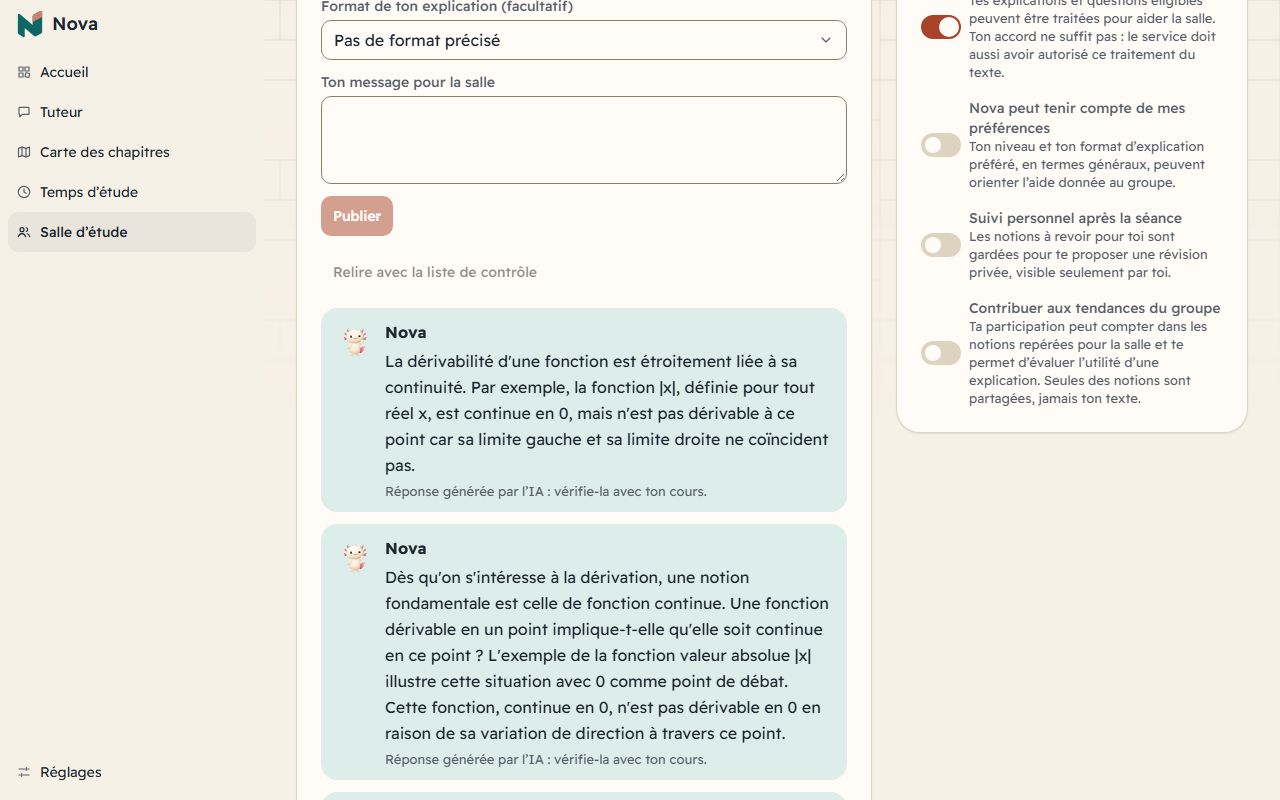 Nova
Accueil
Tuteur
Carte des chapitres
Temps d’étude
Salle d’étude
Réglages
Format de ton explication (facultatif)
Pas de format précisé
Ton message pour la salle
Publier
Relire avec la liste de contrôle
Nova
La dérivabilité d'une fonction est étroitement liée à sa
continuité. Par exemple, la fonction |x|, définie pour tout
réel x, est continue en 0, mais n'est pas dérivable à ce
point car sa limite gauche et sa limite droite ne coïncident
pas.
Réponse générée par l’IA : vérifie-la avec ton cours.
Nova
Dès qu'on s'intéresse à la dérivation, une notion
fondamentale est celle de fonction continue. Une fonction
dérivable en un point implique-t-elle qu'elle soit continue
en ce point ? L'exemple de la fonction valeur absolue |x|
illustre cette situation avec 0 comme point de débat.
Cette fonction, continue en 0, n'est pas dérivable en 0 en
raison de sa variation de direction à travers ce point.
Réponse générée par l’IA : vérifie-la avec ton cours.
Tes explications et questions éligibles
peuvent être traitées pour aider la salle.
Ton accord ne suffit pas : le service doit
aussi avoir autorisé ce traitement du
texte.
Nova peut tenir compte de mes
préférences
Ton niveau et ton format d’explication
préféré, en termes généraux, peuvent
orienter l’aide donnée au groupe.
Suivi personnel après la séance
Les notions à revoir pour toi sont
gardées pour te proposer une révision
privée, visible seulement par toi.
Contribuer aux tendances du groupe
Ta participation peut compter dans les
notions repérées pour la salle et te
permet d’évaluer l’utilité d’une
explication. Seules des notions sont
partagées, jamais ton texte.